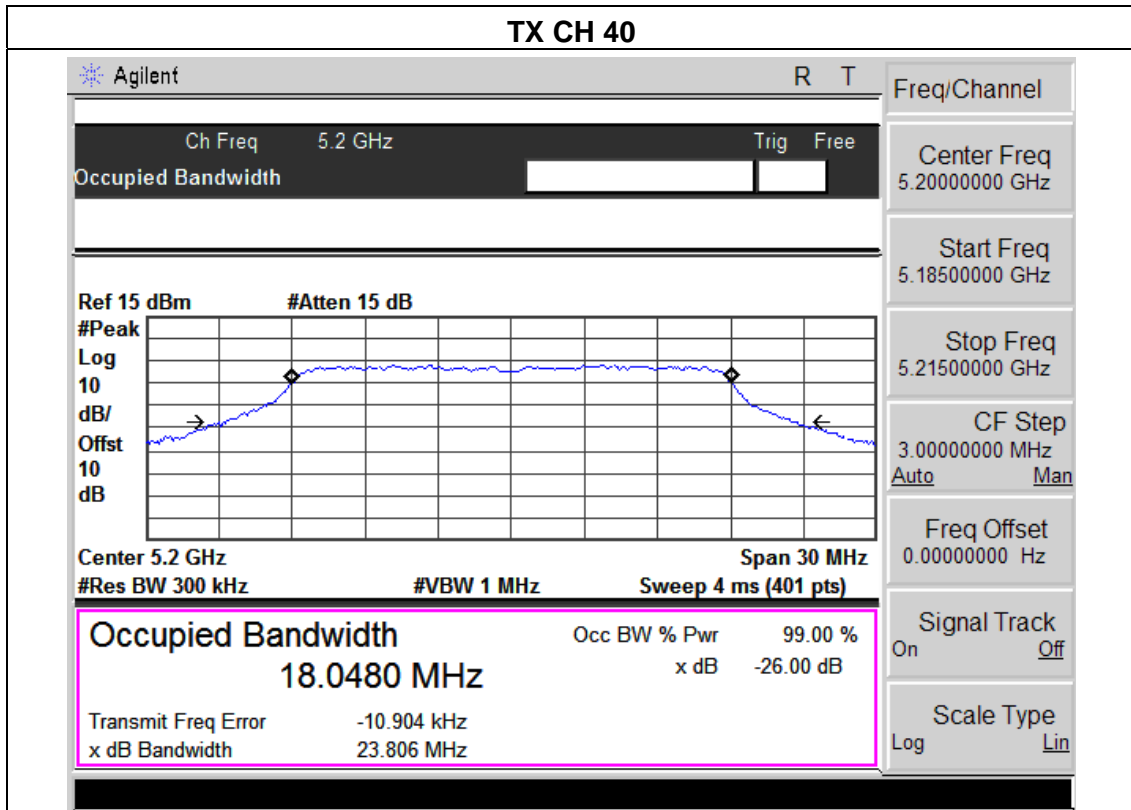 TX CH 40
Agilent R T
Freq/Channel
Ch Freq 5.2 GHz Trig Free
Occupied Bandwidth
Center Freq
5.20000000 GHz
Start Freq
5.18500000 GHz
Stop Freq
5.21500000 GHz
CF Step
3.00000000 MHz
Auto Man
Freq Offset
0.00000000 Hz
Signal Track
On Off
Scale Type
Log Lin
Ref 15 dBm #Atten 15 dB
#Peak
Log
10
dB/
Offst
10
dB
Center 5.2 GHz Span 30 MHz
#Res BW 300 kHz #VBW 1 MHz Sweep 4 ms (401 pts)
Occupied Bandwidth Occ BW % Pwr 99.00 %
18.0480 MHz x dB -26.00 dB
Transmit Freq Error -10.904 kHz
x dB Bandwidth 23.806 MHz